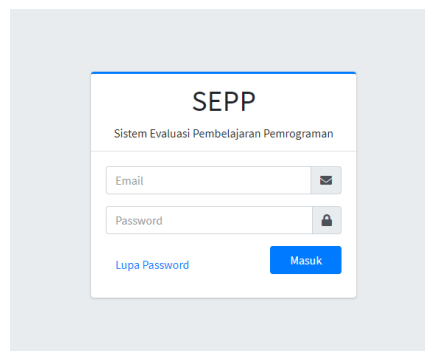 SEPP
Sistem Evaluasi Pembelajaran Pemrograman
Email
Password
Lupa Password
Masuk